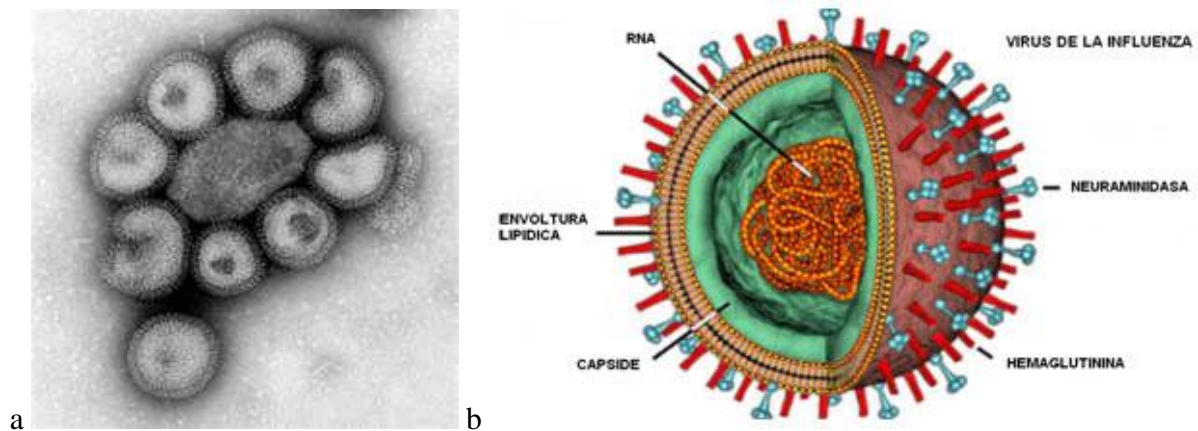 RNA
VIRUS DE LA INFLUENZA
NEURAMINIDASA
ENVOLTURA
LIPIDICA
CAPSIDE
HEMAGLUTININA
a
b